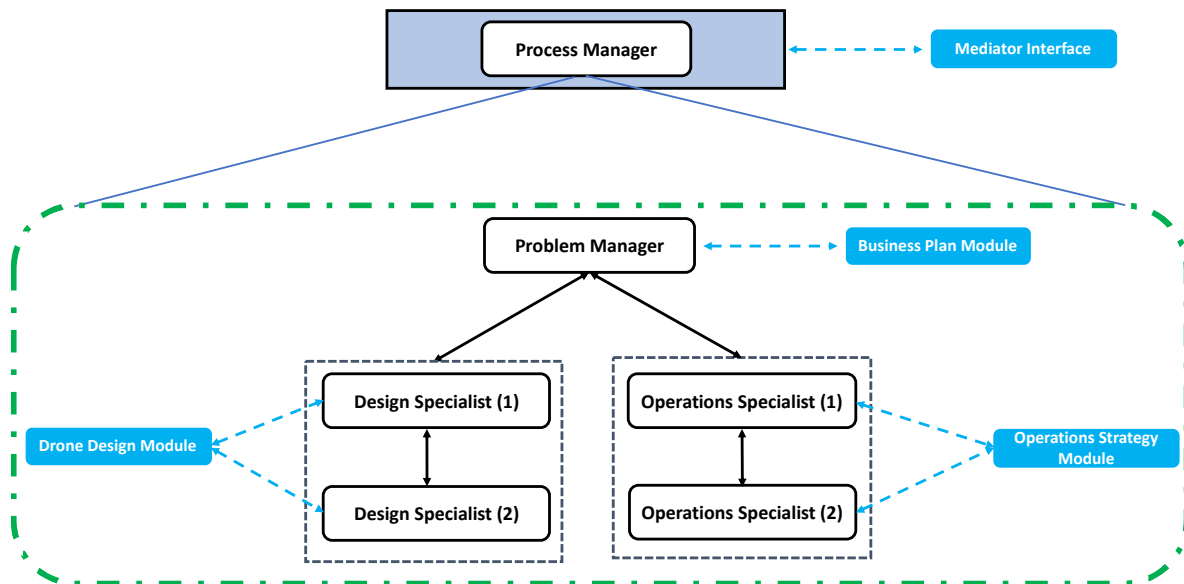 Process Manager
Mediator Interface
Problem Manager
Business Plan Module
Design Specialist (1)
Operations Specialist (1)
Drone Design Module
Operations Strategy
Module
Design Specialist (2)
Operations Specialist (2)